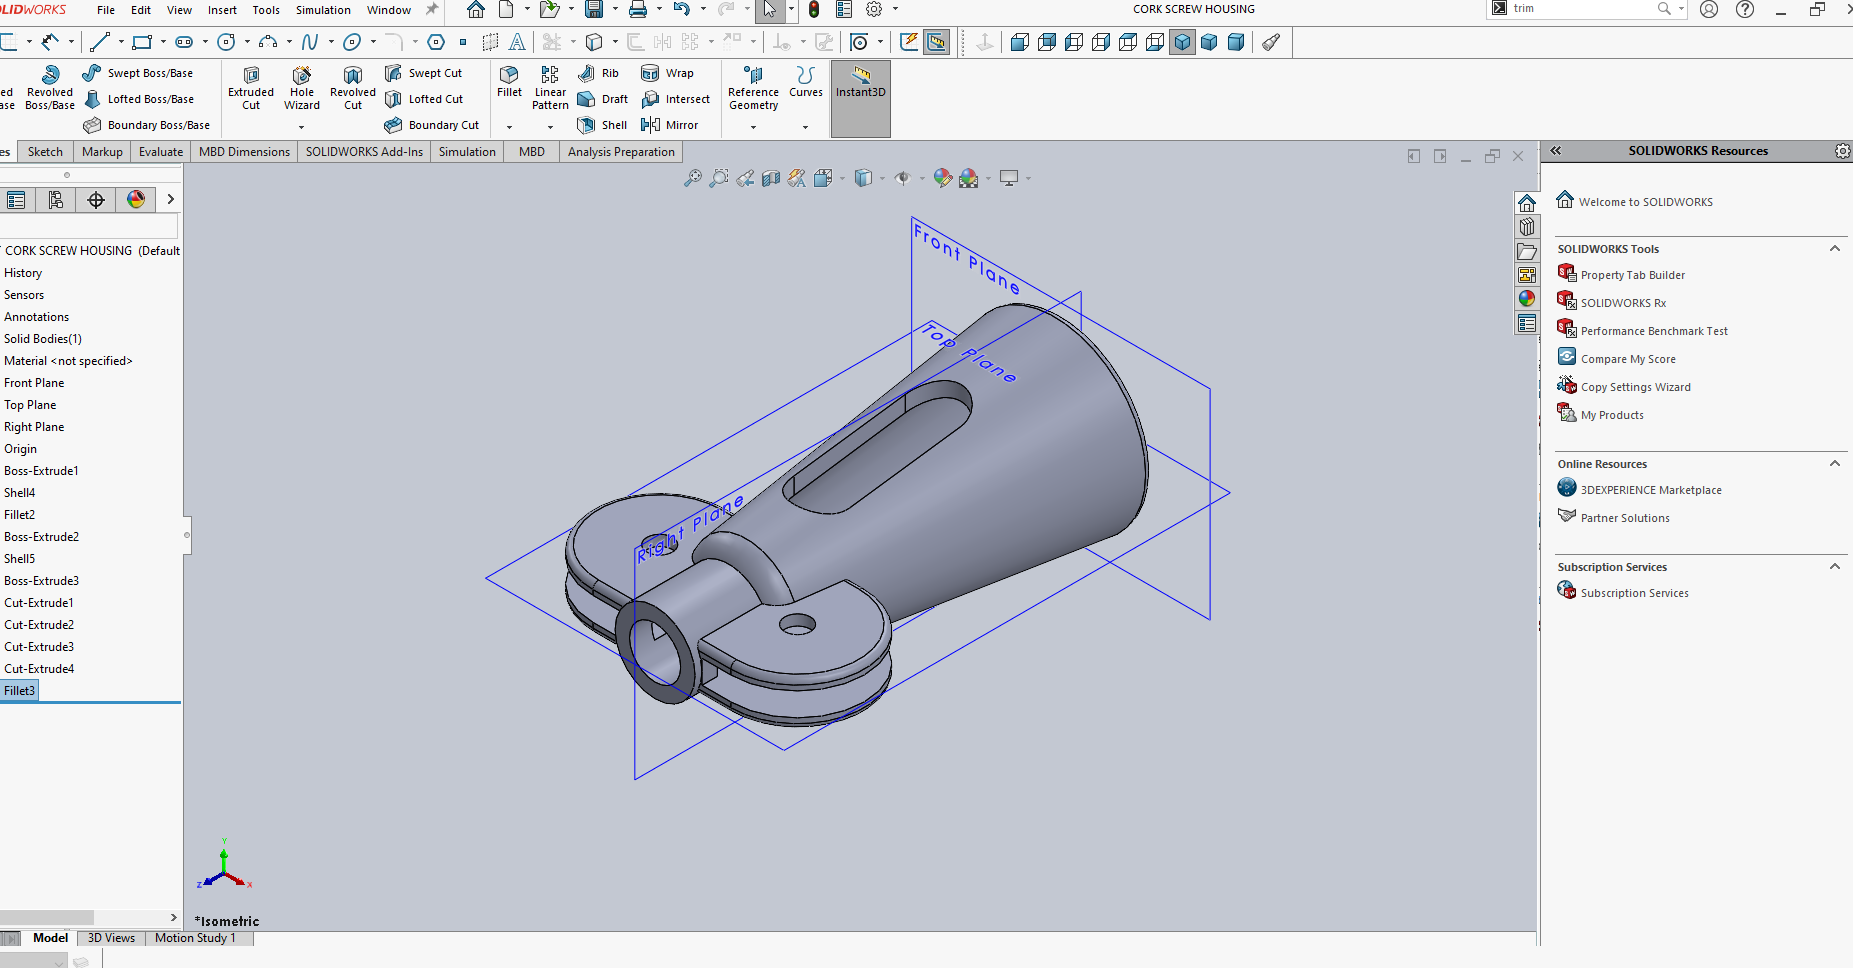 SOLIDWORKS File Edit View Insert Tools Simulation Window CORK SCREW HOUSING trim
Revolved Boss/Base
Swept Boss/Base
Lofted Boss/Base
Boundary Boss/Base
Extruded Cut
Hole Wizard
Revolved Cut
Swept Cut
Lofted Cut
Boundary Cut
Fillet
Linear Pattern
Rib
Draft
Shell
Wrap
Intersect
Mirror
Reference Geometry
Curves
Instant3D
es Sketch Markup Evaluate MBD Dimensions SOLIDWORKS Add-Ins Simulation MBD Analysis Preparation
CORK SCREW HOUSING (Default
History
Sensors
Annotations
Solid Bodies(1)
Material <not specified>
Front Plane
Top Plane
Right Plane
Origin
Boss-Extrude1
Shell4
Fillet2
Boss-Extrude2
Shell5
Boss-Extrude3
Cut-Extrude1
Cut-Extrude2
Cut-Extrude3
Cut-Extrude4
Fillet3
Front Plane
Top Plane
Right Plane
Y
Z
X
*Isometric
Model 3D Views Motion Study 1
SOLIDWORKS Resources
Welcome to SOLIDWORKS
SOLIDWORKS Tools
Property Tab Builder
SOLIDWORKS Rx
Performance Benchmark Test
Compare My Score
Copy Settings Wizard
My Products
Online Resources
3DEXPERIENCE Marketplace
Partner Solutions
Subscription Services
Subscription Services